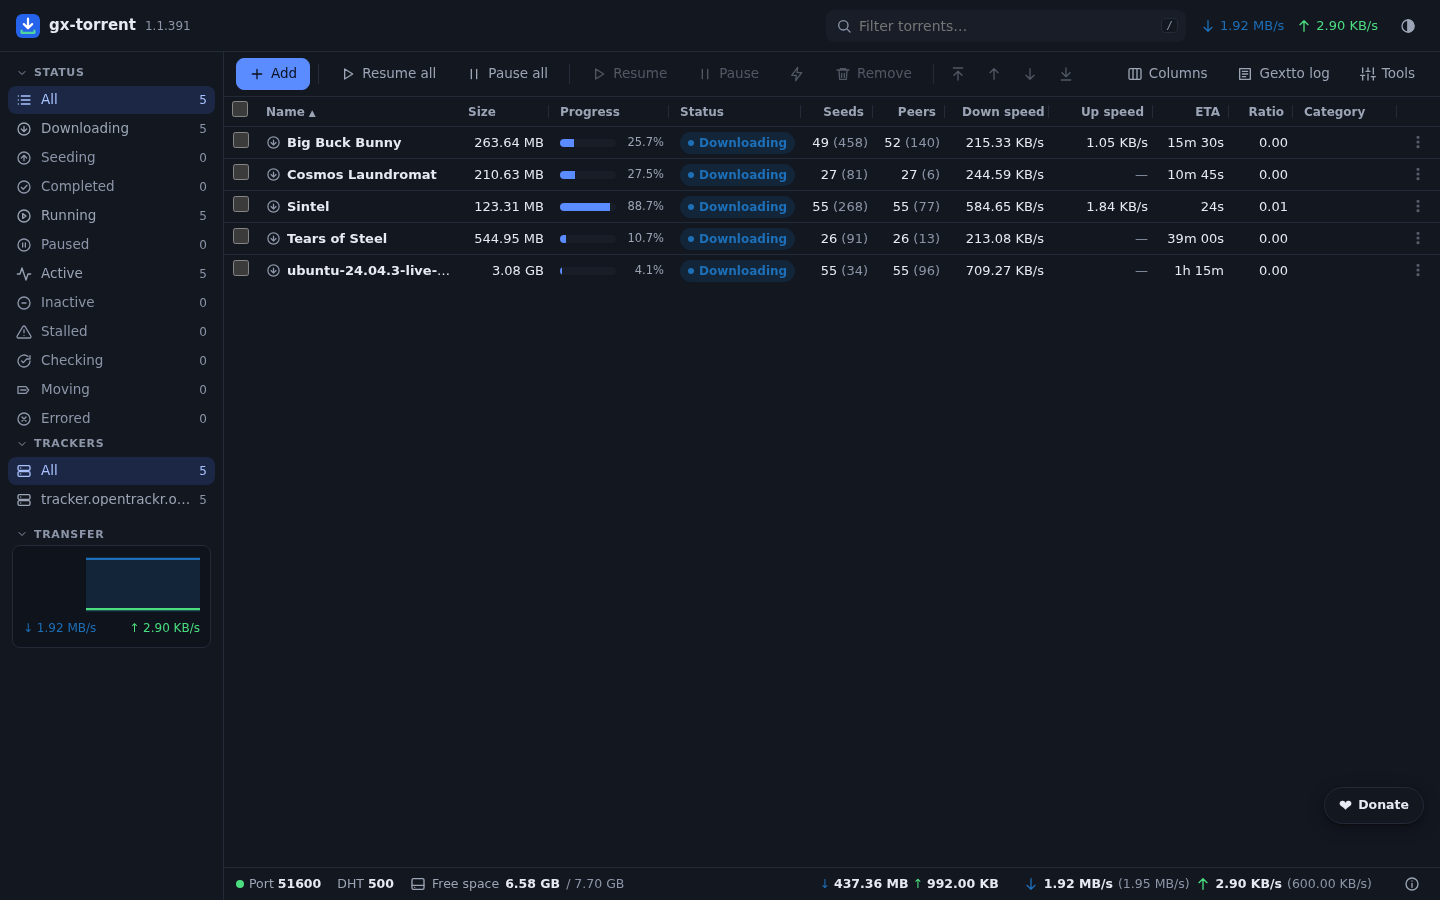 gx-torrent 1.1.391
Filter torrents... /
↓ 1.92 MB/s ↑ 2.90 KB/s
STATUS
All 5
Downloading 5
Seeding 0
Completed 0
Running 5
Paused 0
Active 5
Inactive 0
Stalled 0
Checking 0
Moving 0
Errored 0
TRACKERS
All 5
tracker.opentrackr.o... 5
TRANSFER
↓ 1.92 MB/s ↑ 2.90 KB/s
Add Resume all Pause all Resume Pause Remove Columns Gextto log Tools
Name ▲ Size Progress Status Seeds Peers Down speed Up speed ETA Ratio Category
Big Buck Bunny 263.64 MB 25.7% Downloading 49 (458) 52 (140) 215.33 KB/s 1.05 KB/s 15m 30s 0.00
Cosmos Laundromat 210.63 MB 27.5% Downloading 27 (81) 27 (6) 244.59 KB/s — 10m 45s 0.00
Sintel 123.31 MB 88.7% Downloading 55 (268) 55 (77) 584.65 KB/s 1.84 KB/s 24s 0.01
Tears of Steel 544.95 MB 10.7% Downloading 26 (91) 26 (13) 213.08 KB/s — 39m 00s 0.00
ubuntu-24.04.3-live-... 3.08 GB 4.1% Downloading 55 (34) 55 (96) 709.27 KB/s — 1h 15m 0.00
Donate
Port 51600 DHT 500 Free space 6.58 GB / 7.70 GB ↓ 437.36 MB ↑ 992.00 KB ↓ 1.92 MB/s (1.95 MB/s) ↑ 2.90 KB/s (600.00 KB/s)